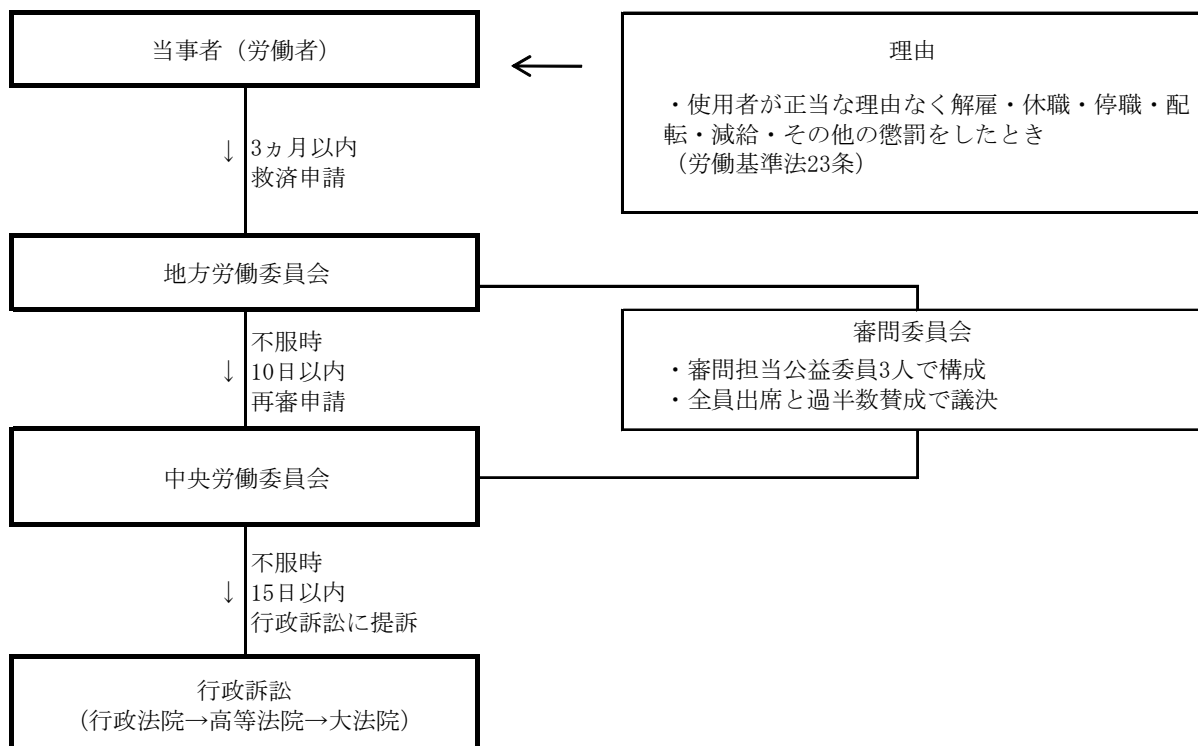 当事者（労働者）
←
理由
・使用者が正当な理由なく解雇・休職・停職・配
転・減給・その他の懲罰をしたとき
（労働基準法23条）
↓ 3ヵ月以内
救済申請
地方労働委員会
不服時
↓ 10日以内
再審申請
審問委員会
・審問担当公益委員3人で構成
・全員出席と過半数賛成で議決
中央労働委員会
不服時
↓ 15日以内
行政訴訟に提訴
行政訴訟
（行政法院→高等法院→大法院）